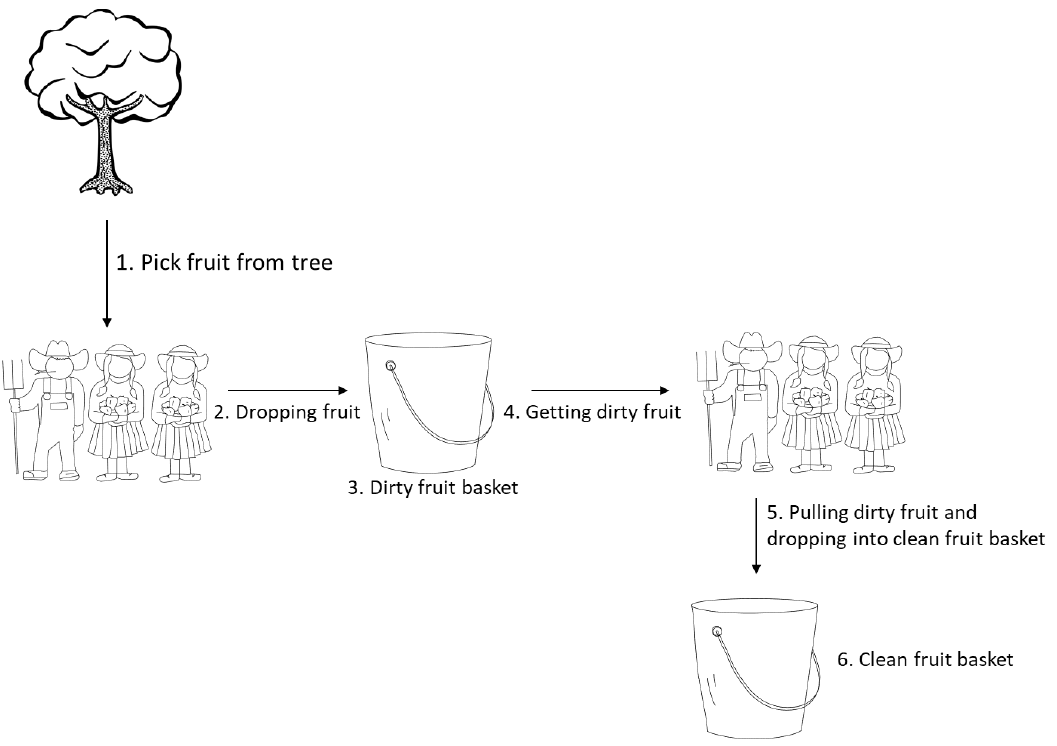 1. Pick fruit from tree
2. Dropping fruit
3. Dirty fruit basket
4. Getting dirty fruit
5. Pulling dirty fruit and
dropping into clean fruit basket
6. Clean fruit basket